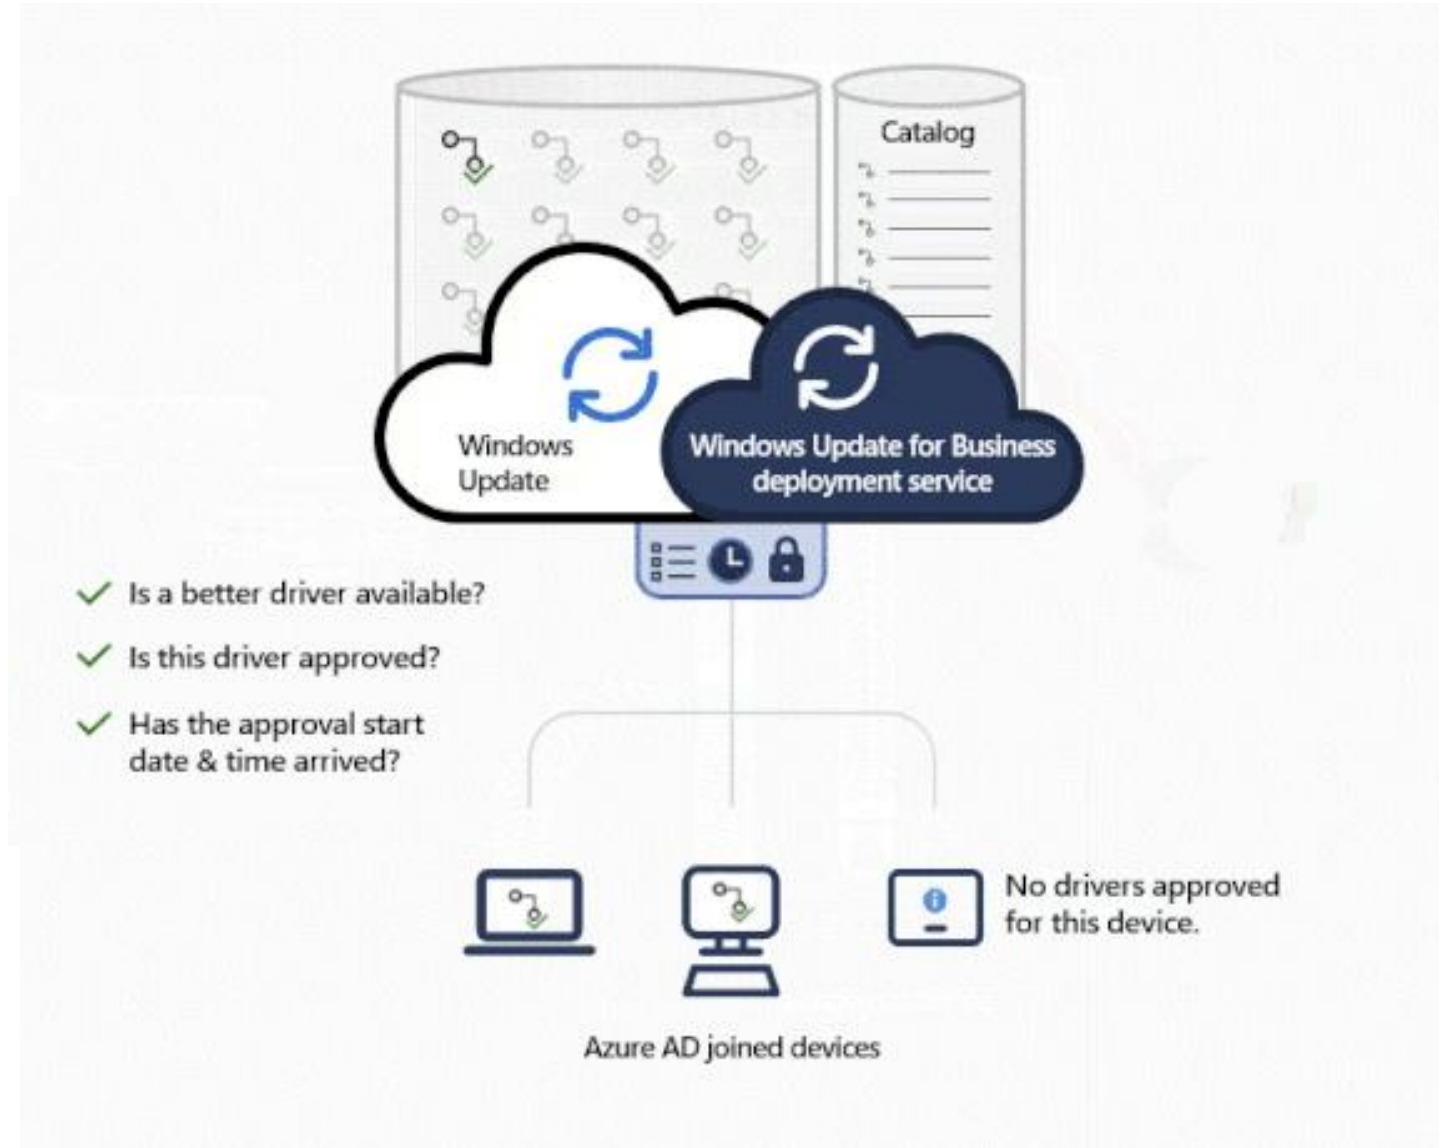 Catalog
Windows
Update
Windows Update for Business
deployment service
Is a better driver available?
Is this driver approved?
Has the approval start
date & time arrived?
No drivers approved
for this device.
Azure AD joined devices